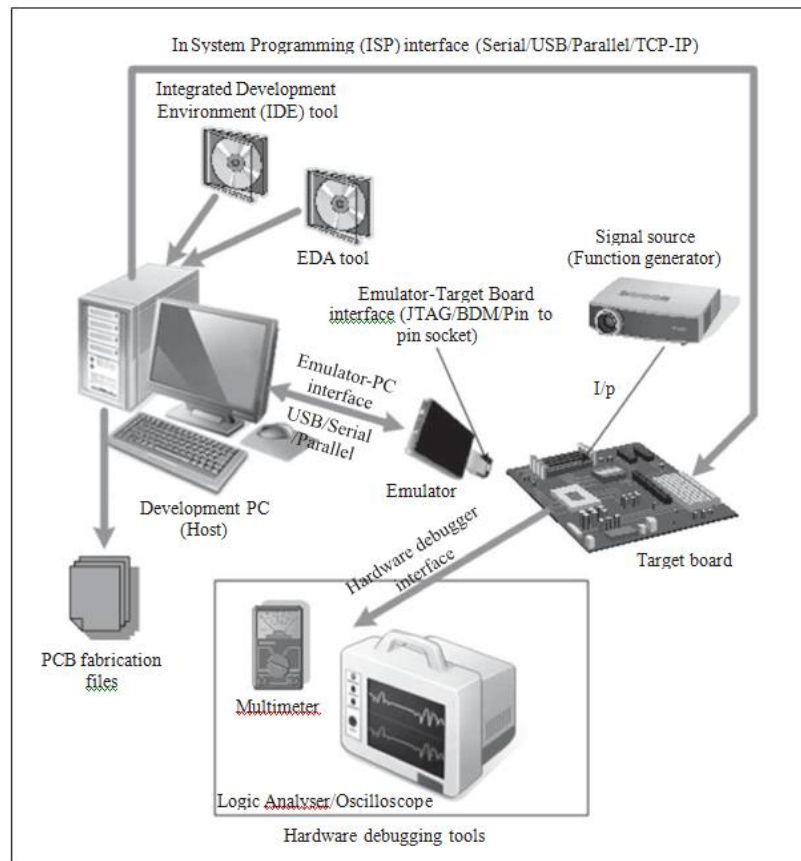 In System Programming (ISP) interface (Serial/USB/Parallel/TCP-IP)
Integrated Development
Environment (IDE) tool
EDA tool
Signal source
(Function generator)
Emulator-Target Board
interface (JTAG/BDM/Pin to
pin socket)
Emulator-PC
interface
USB/Serial
/Parallel
I/p
Emulator
Development PC
(Host)
Hardware debugger
interface
Target board
PCB fabrication
files
Multimeter
Logic Analyser/Oscilloscope
Hardware debugging tools